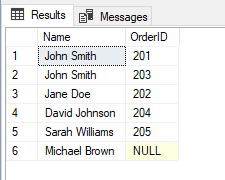 Results Messages
Name OrderID
1 John Smith 201
2 John Smith 203
3 Jane Doe 202
4 David Johnson 204
5 Sarah Williams 205
6 Michael Brown NULL